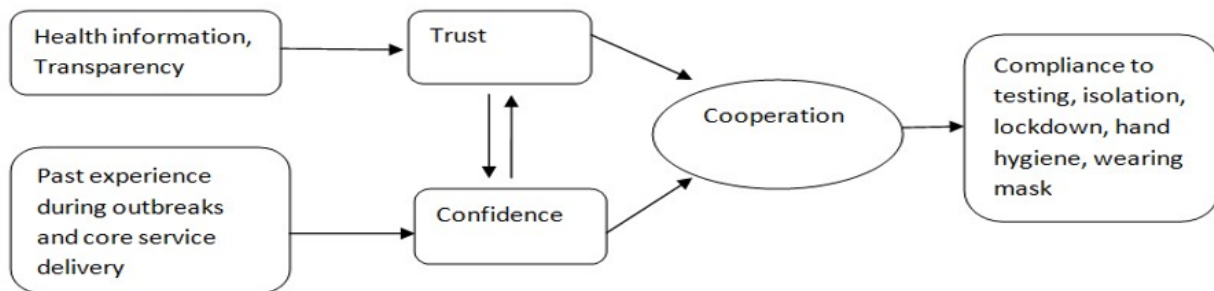 Health information,
Transparency
Trust
Cooperation
Compliance to
testing, isolation,
lockdown, hand
hygiene, wearing
mask
Past experience
during outbreaks
and core service
delivery
Confidence